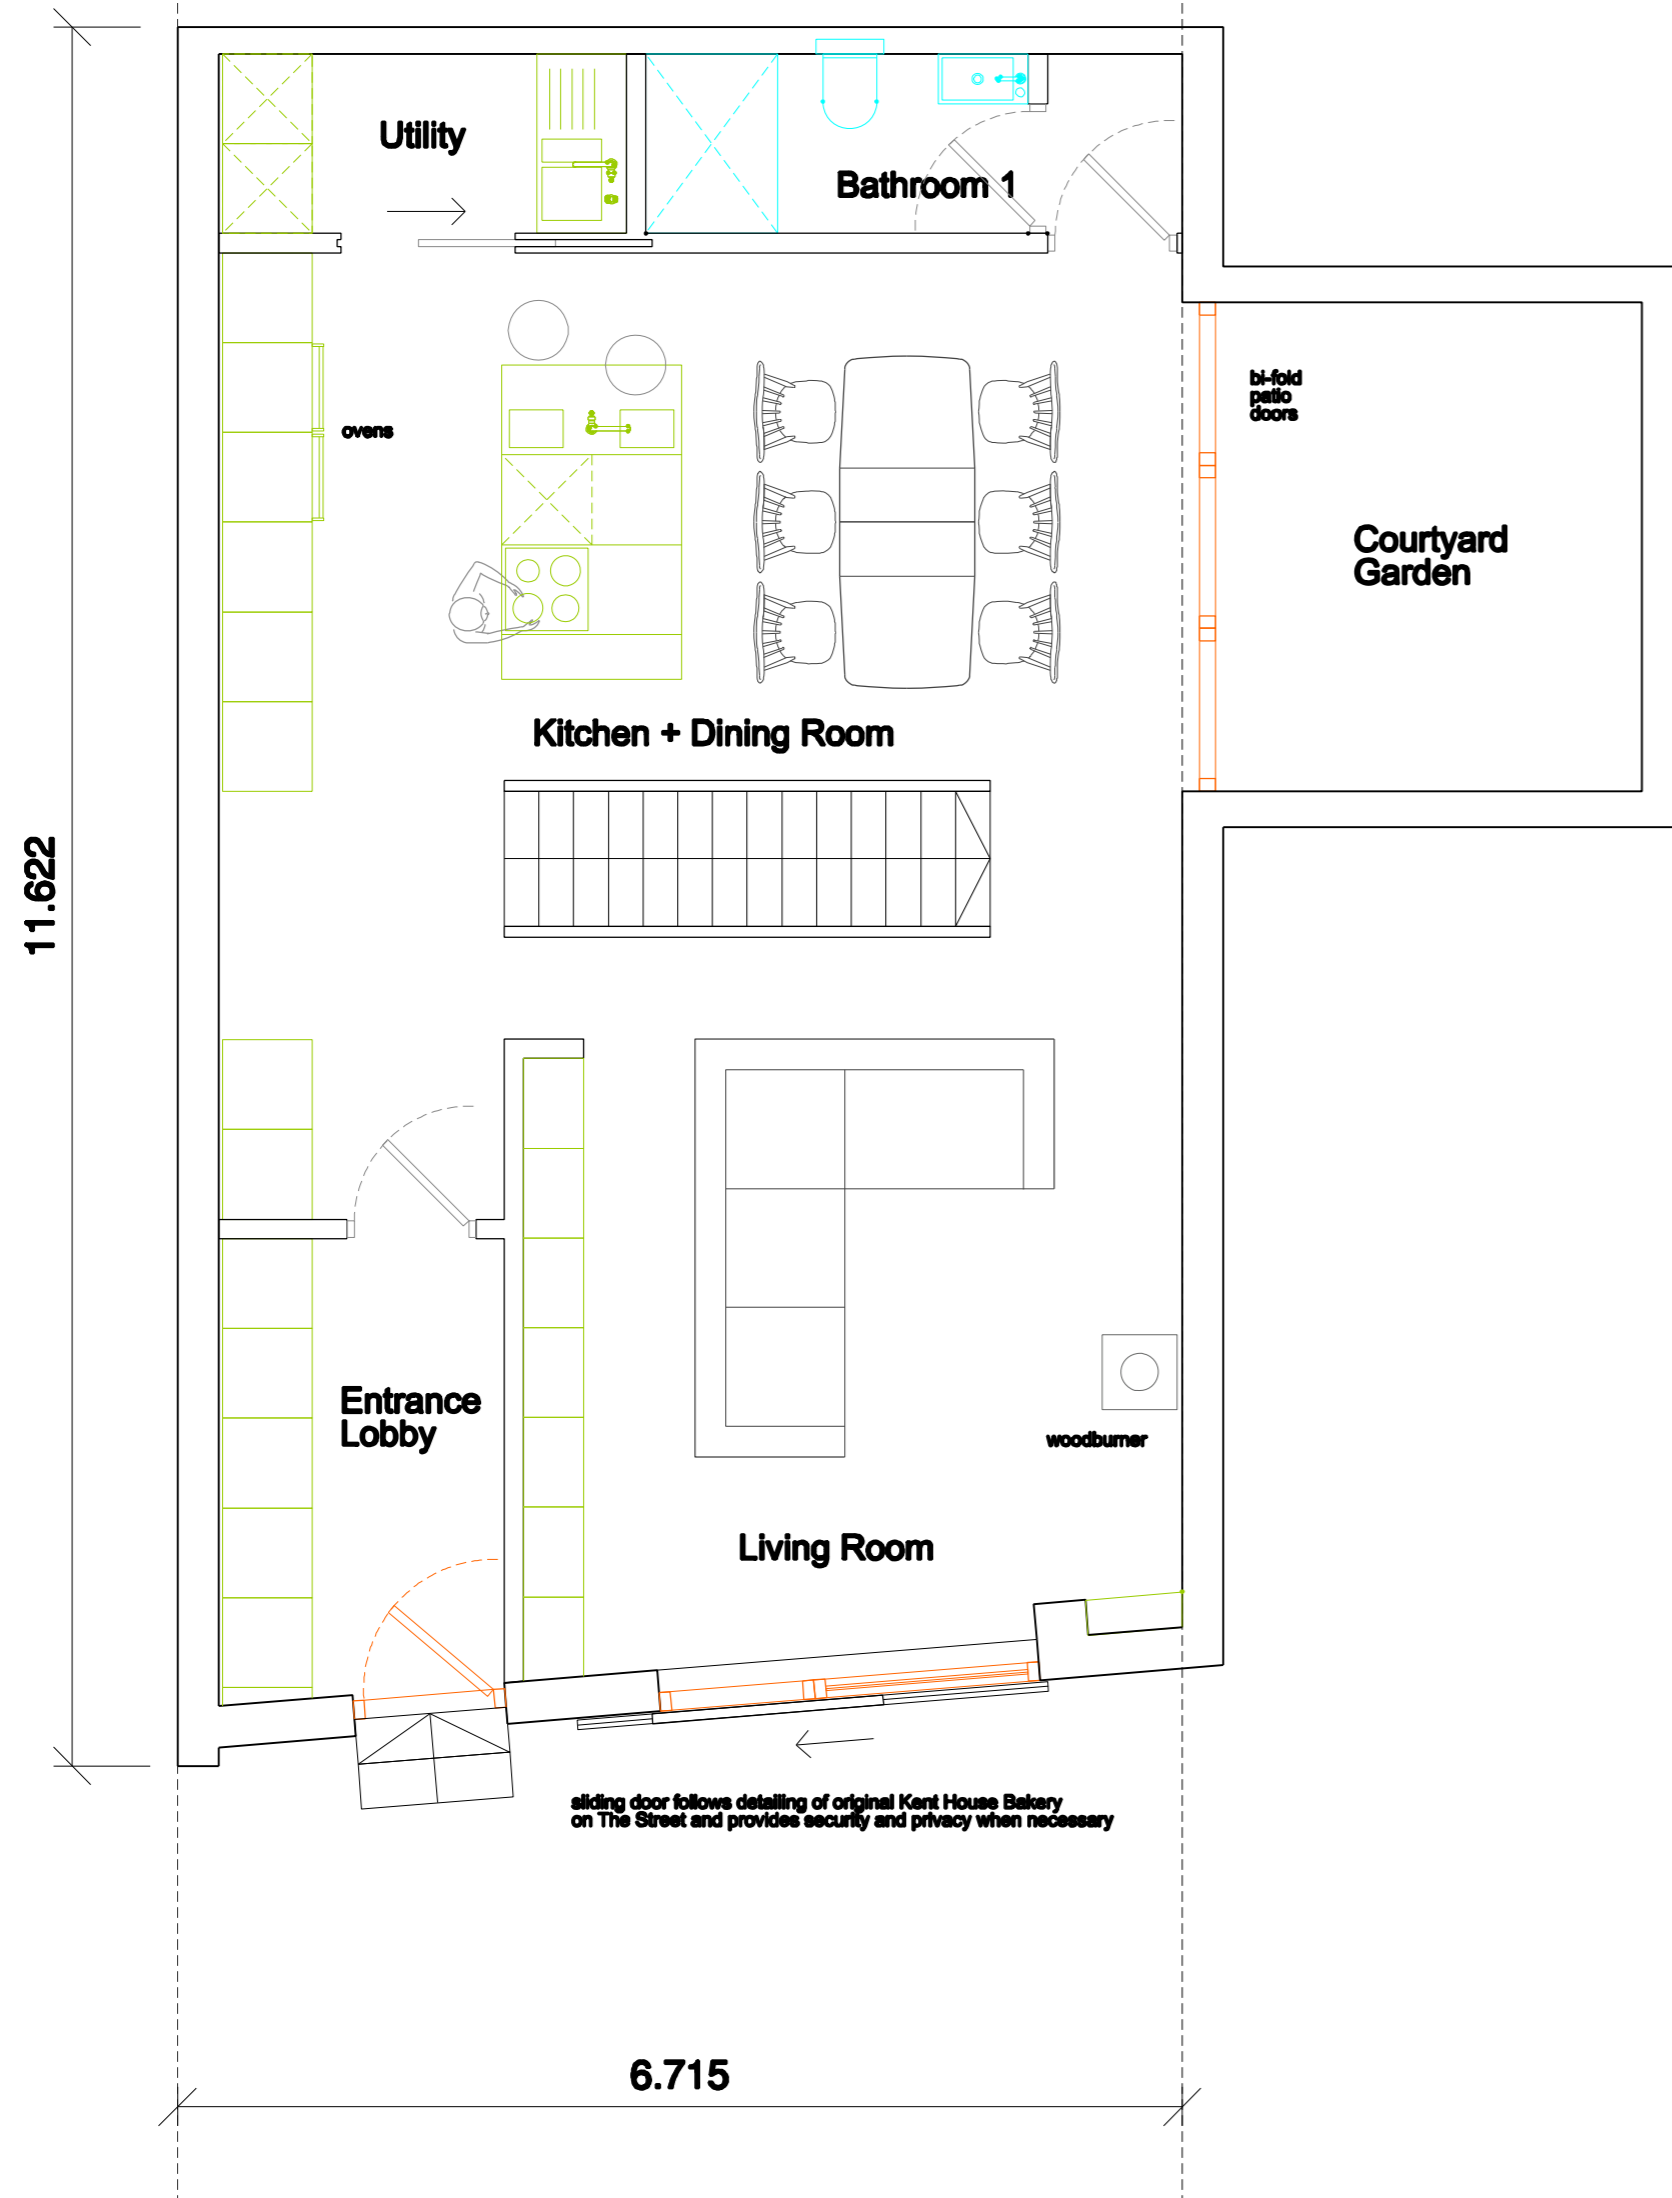 Utility
Bathroom 1
bi-fold
patio
doors
ovens
Courtyard
Garden
Kitchen + Dining Room
11.622
Entrance
Lobby
woodburner
Living Room
sliding door follows detailing of original Kent House Bakery
on The Street and provides security and privacy when necessary
6.715